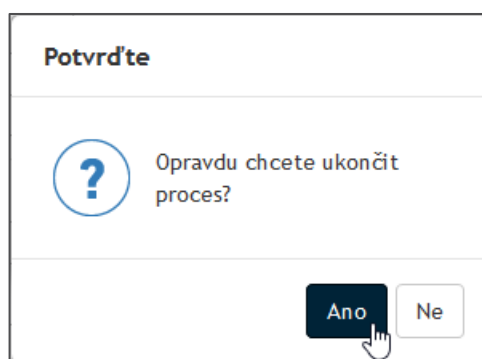 Potvrďte
Opravdu chcete ukončit
proces?
Ano
Ne